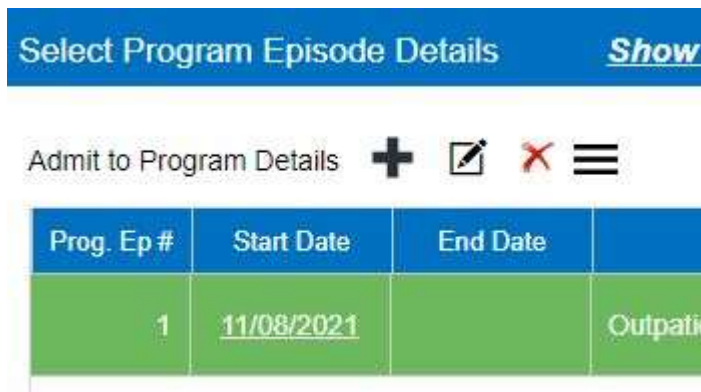 Select Program Episode Details Show
Admit to Program Details
Prog. Ep # Start Date End Date
1 11/08/2021